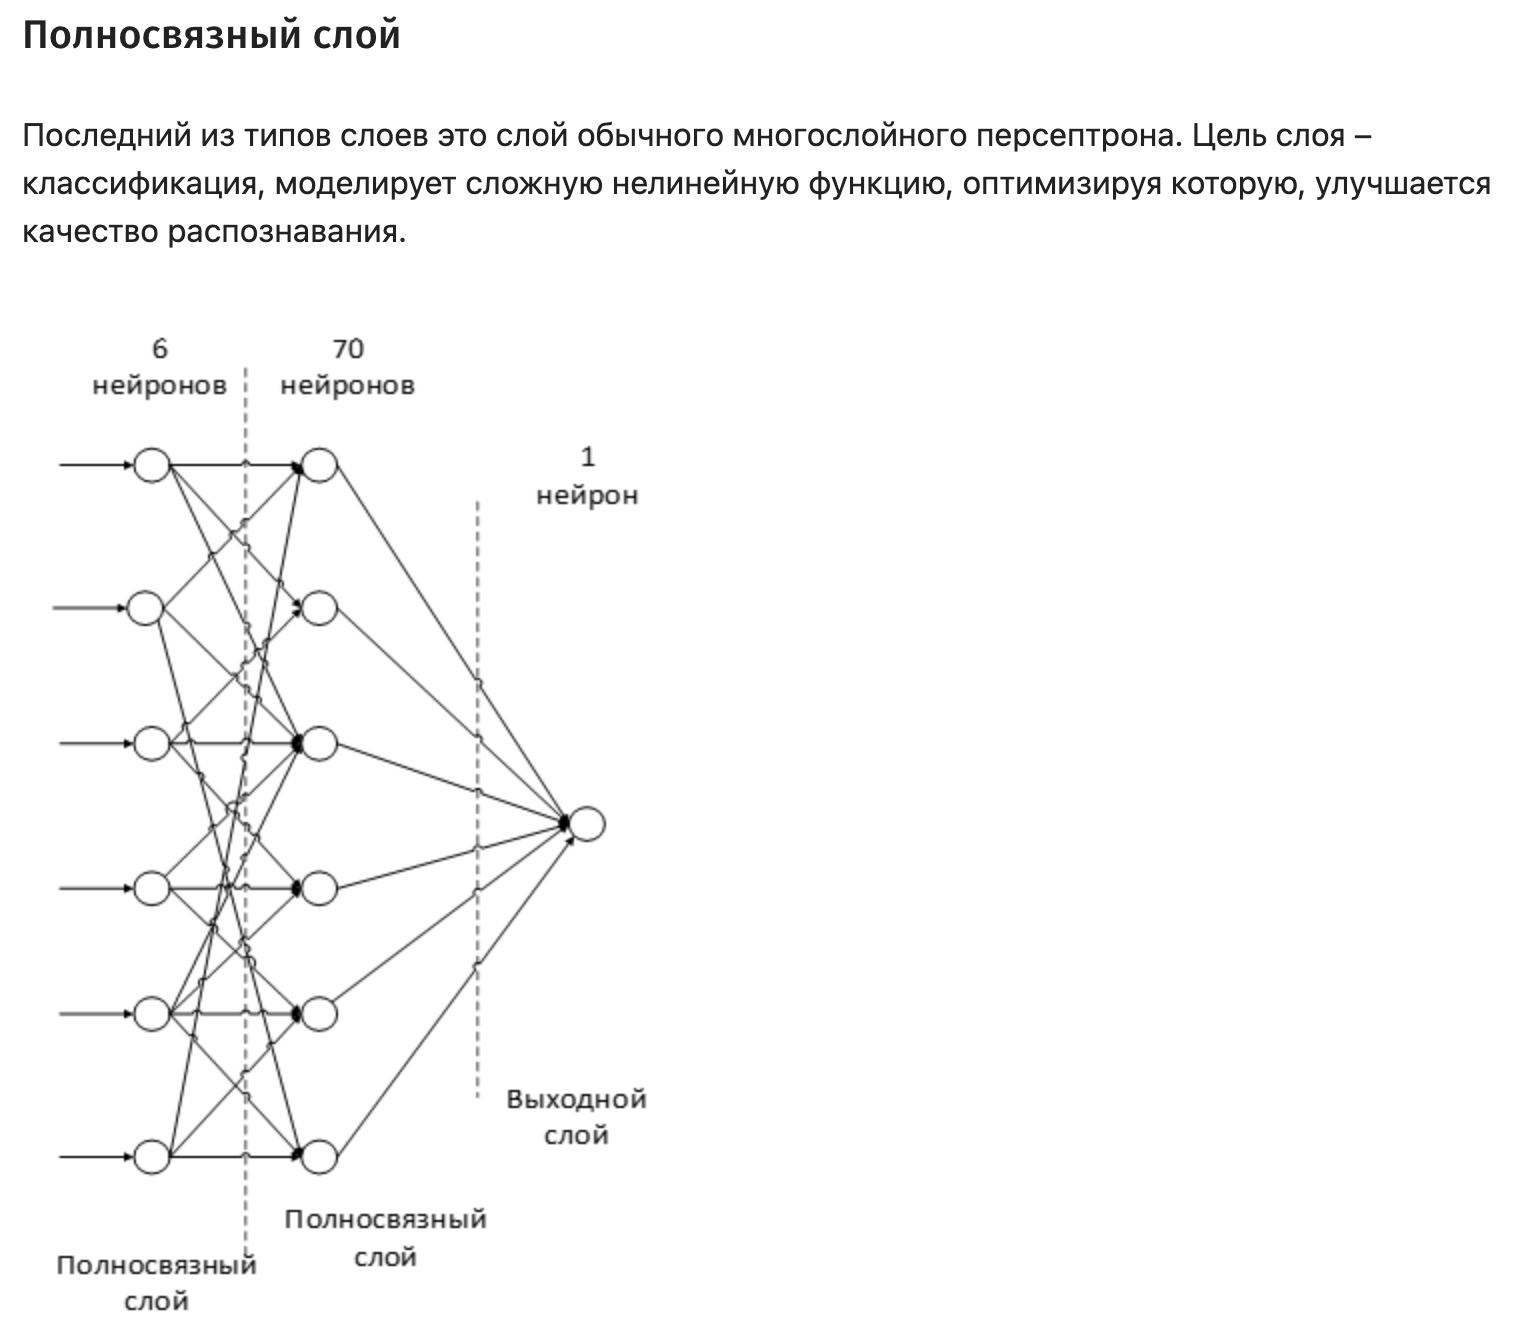 Полносвязный слой
Последний из типов слоев это слой обычного многослойного персептрона. Цель слоя –
классификация, моделирует сложную нелинейную функцию, оптимизируя которую, улучшается
качество распознавания.
6
нейронов
70
нейронов
1
нейрон
Выходной
слой
Полносвязный
слой
Полносвязный
слой